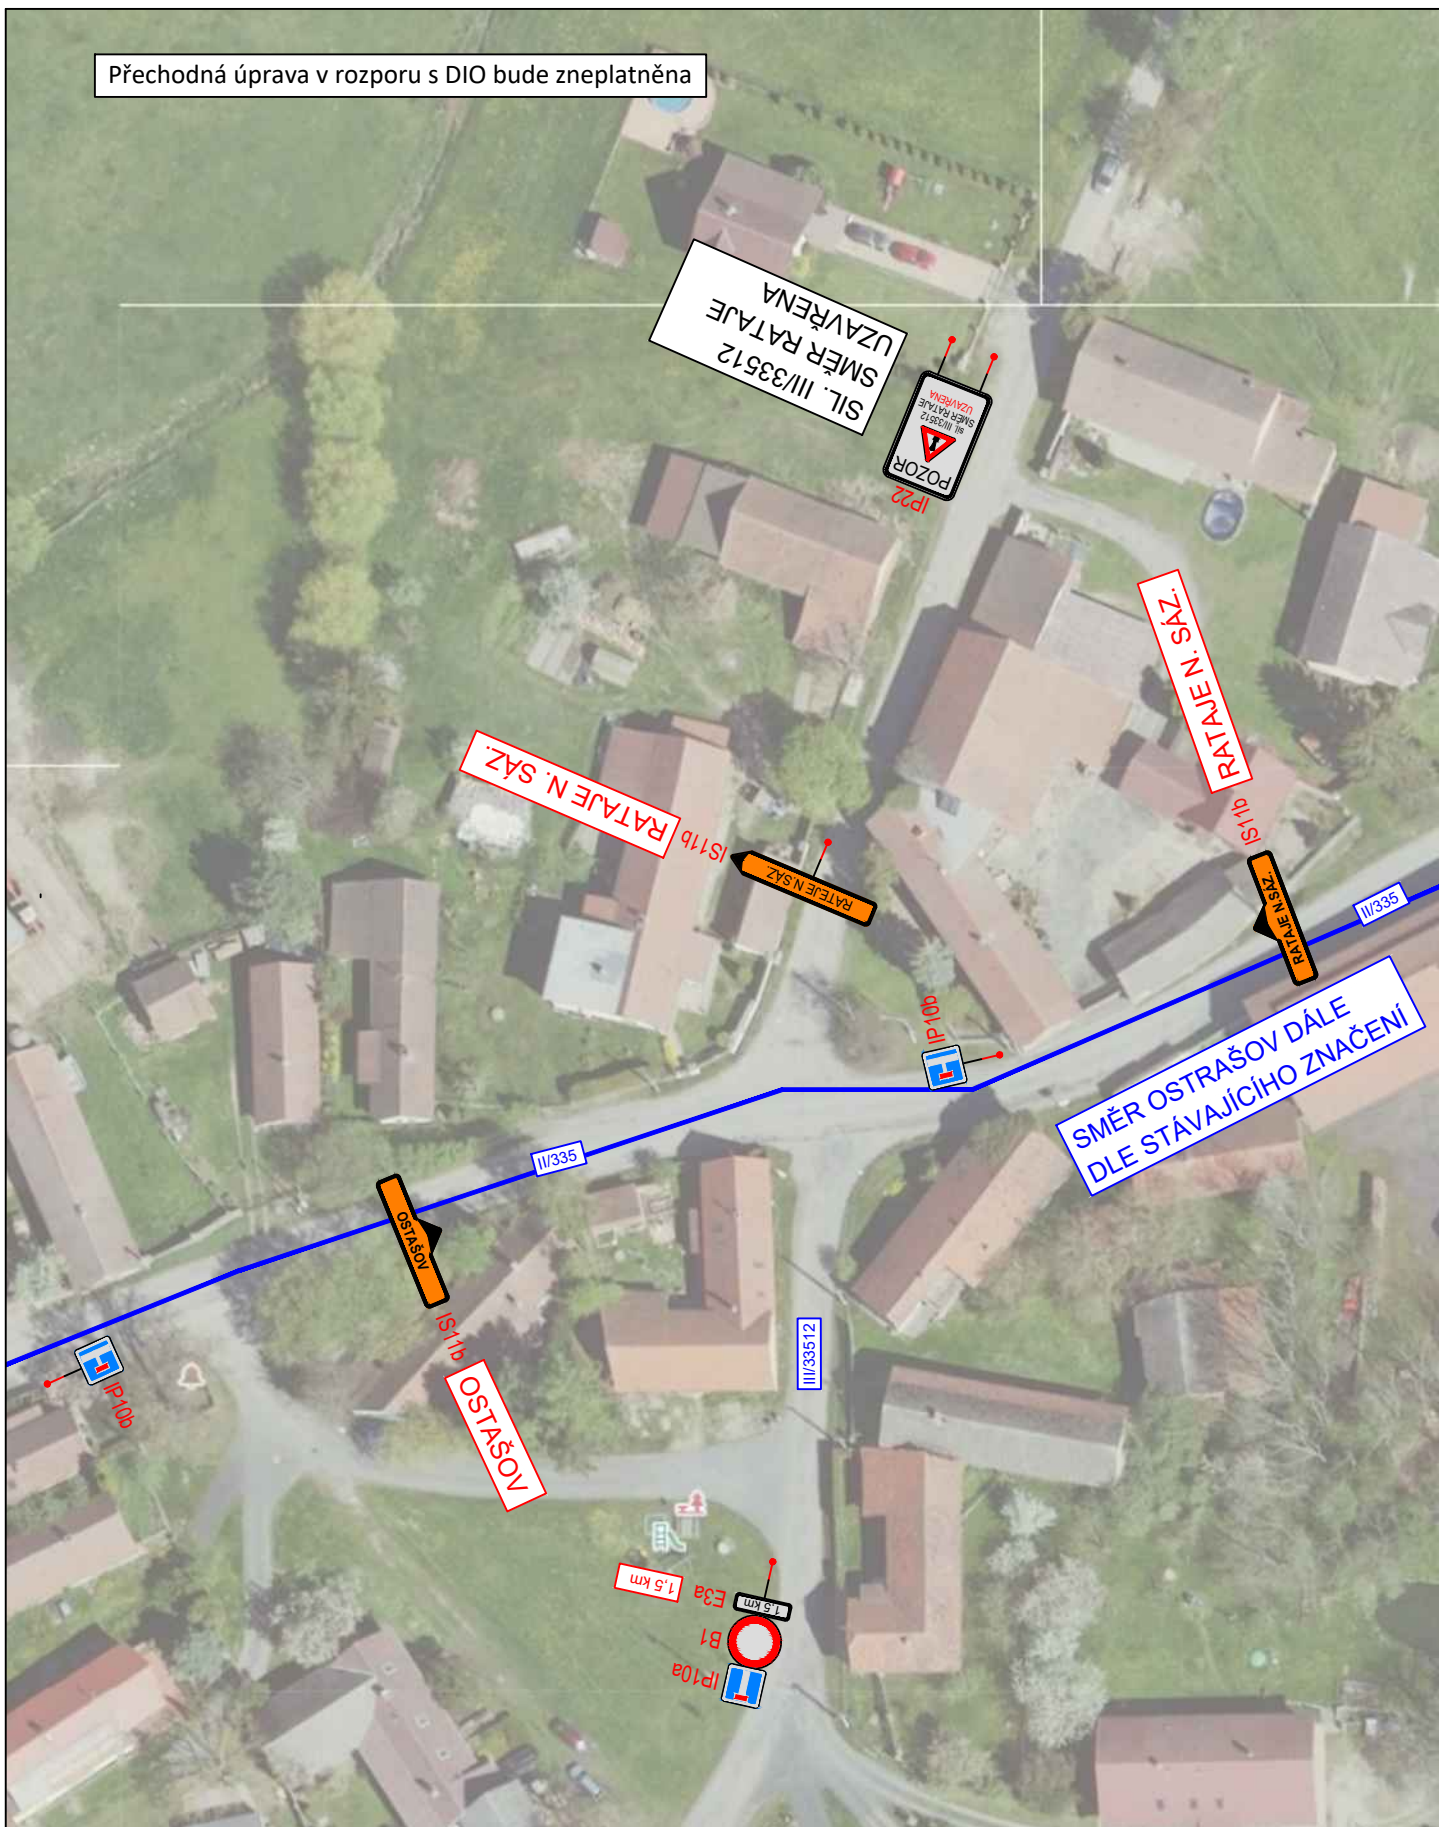 Přechodná úprava v rozporu s DIO bude zneplatněna
SIL. III/33512
SMĚR RATAJE
UZAVŘENA
IP22
POZOR
sil. III/33512
SMĚR RATAJE
UZAVŘENA
RATAJE N. SÁZ.
IS11b
RATAJE N.SÁZ.
RATAJE N. SÁZ.
IS11b
RATEJE N.SÁZ.
II/335
IP10b
SMĚR OSTRAŠOV DÁLE
DLE STÁVAJÍCÍHO ZNAČENÍ
II/335
OSTAŠOV
IS11b
OSTAŠOV
IP10b
III/33512
1,5 km
E3a
1,5 km
B1
IP10a